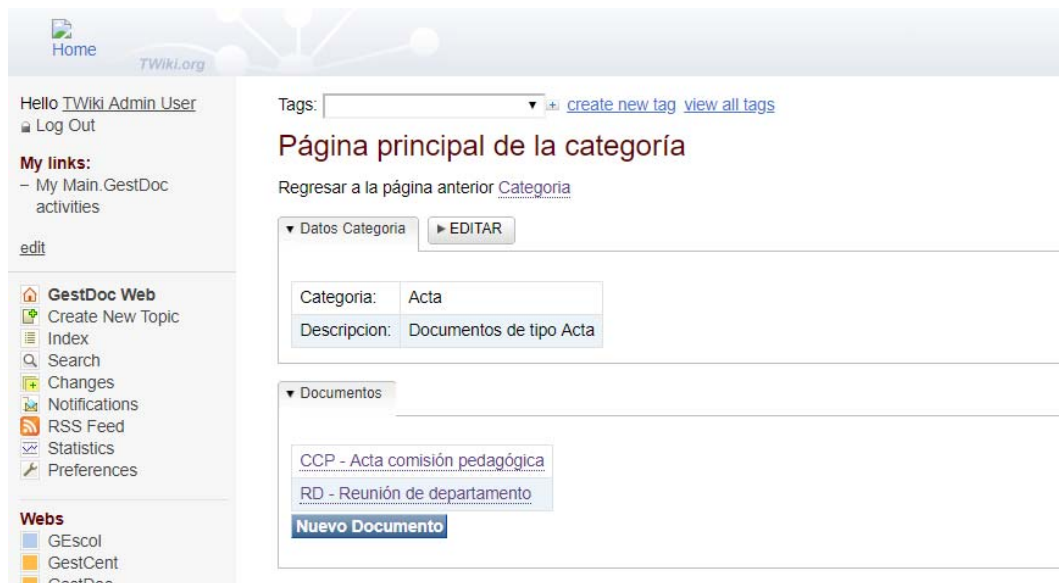 Home
TWiki.org
Hello TWiki Admin User
Log Out
My links:
– My Main.GestDoc
activities
edit
GestDoc Web
Create New Topic
Index
Search
Changes
Notifications
RSS Feed
Statistics
Preferences
Webs
GEscol
GestCent
GestDoc
Tags: create new tag view all tags
Página principal de la categoría
Regresar a la página anterior Categoria
Datos Categoria EDITAR
Categoria: Acta
Descripcion: Documentos de tipo Acta
Documentos
CCP - Acta comisión pedagógica
RD - Reunión de departamento
Nuevo Documento